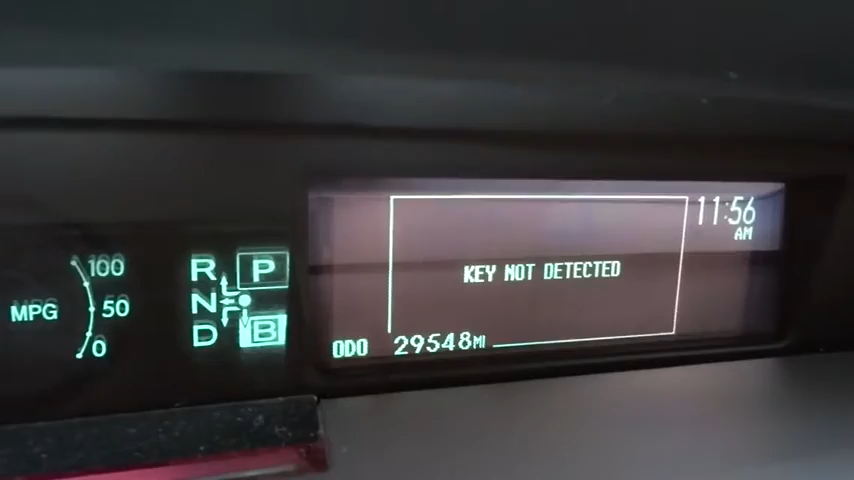 100
MPG 50
0
R P
N
D B
11:56
AM
KEY NOT DETECTED
ODO 29548MI